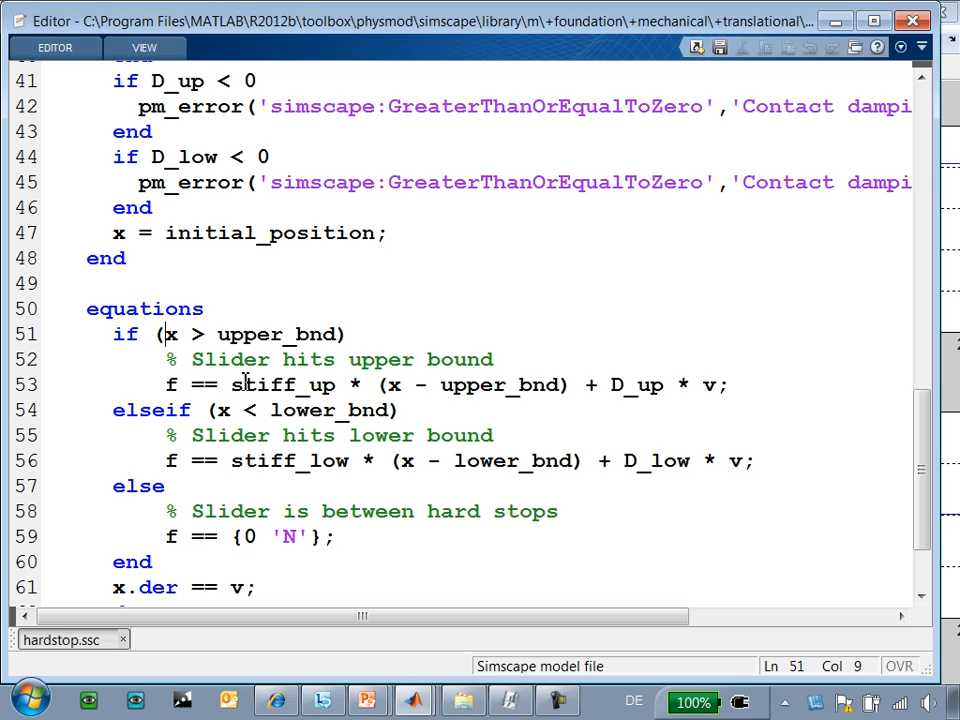 Editor - C:\Program Files\MATLAB\R2012b\toolbox\physmod\simscape\library\m\+foundation\+mechanical\+translational\...
EDITOR VIEW
41 if D_up < 0
42 pm_error('simscape:GreaterThanOrEqualToZero','Contact dampi
43 end
44 if D_low < 0
45 pm_error('simscape:GreaterThanOrEqualToZero','Contact dampi
46 end
47 x = initial_position;
48 end
49
50 equations
51 if (x > upper_bnd)
52 % Slider hits upper bound
53 f == stiff_up * (x - upper_bnd) + D_up * v;
54 elseif (x < lower_bnd)
55 % Slider hits lower bound
56 f == stiff_low * (x - lower_bnd) + D_low * v;
57 else
58 % Slider is between hard stops
59 f == {0 'N'};
60 end
61 x.der == v;
hardstop.ssc ×
Simscape model file Ln 51 Col 9 OVR
DE 100%